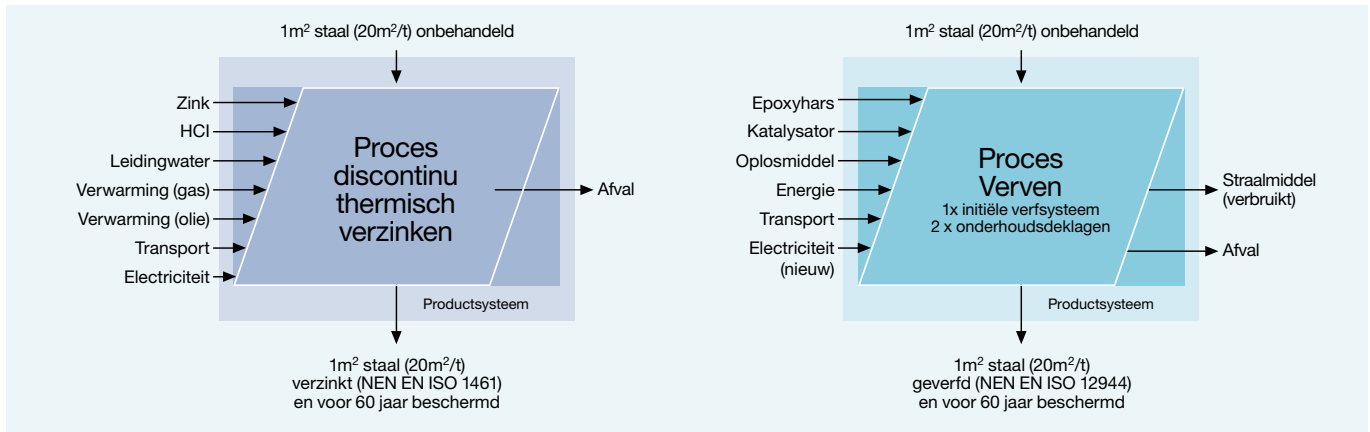 1m² staal (20m²/t) onbehandeld
Zink
HCl
Leidingwater
Verwarming (gas)
Verwarming (olie)
Transport
Electriciteit
Proces
discontinu
thermisch
verzinken
Afval
Productsysteem
1m² staal (20m²/t)
verzinkt (NEN EN ISO 1461)
en voor 60 jaar beschermd
1m² staal (20m²/t) onbehandeld
Epoxyhars
Katalysator
Oplosmiddel
Energie
Transport
Electriciteit
(nieuw)
Proces
Verven
1x initiële verfsysteem
2 x onderhoudsdeklagen
Straalmiddel
(verbruikt)
Afval
Productsysteem
1m² staal (20m²/t)
geverfd (NEN EN ISO 12944)
en voor 60 jaar beschermd